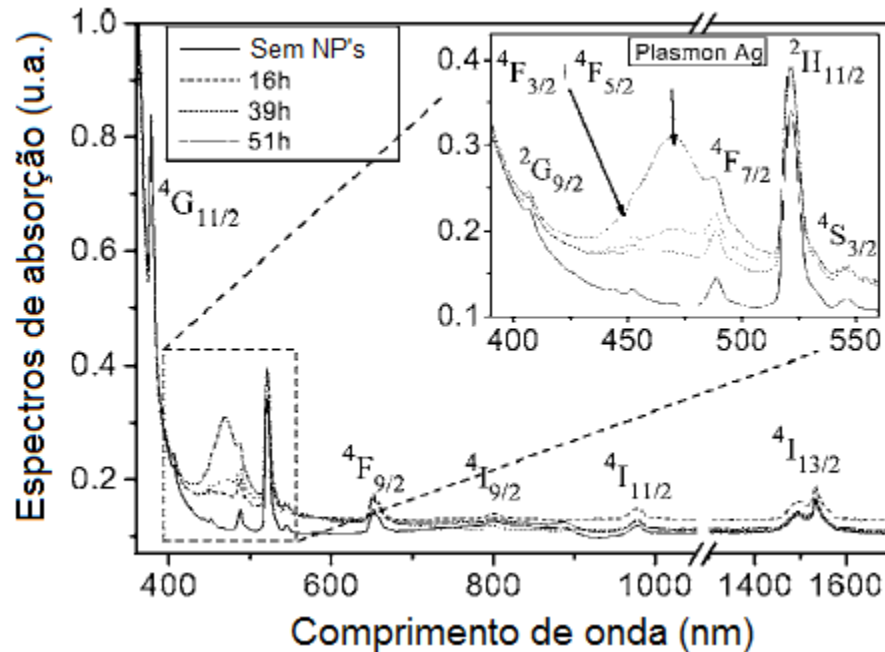 Espectros de absorção (u.a.)
1.0
0.8
0.6
0.4
0.2
Sem NP's
16h
39h
51h
⁴G₁₁/₂
⁴F₃/₂ ⁴F₅/₂
Plasmon Ag
²H₁₁/₂
²G₉/₂
⁴F₇/₂
⁴S₃/₂
0.4
0.3
0.2
0.1
400 450 500 550
⁴F₉/₂
⁴I₉/₂
⁴I₁₁/₂
⁴I₁₃/₂
400 600 800 1000 1400 1600
Comprimento de onda (nm)